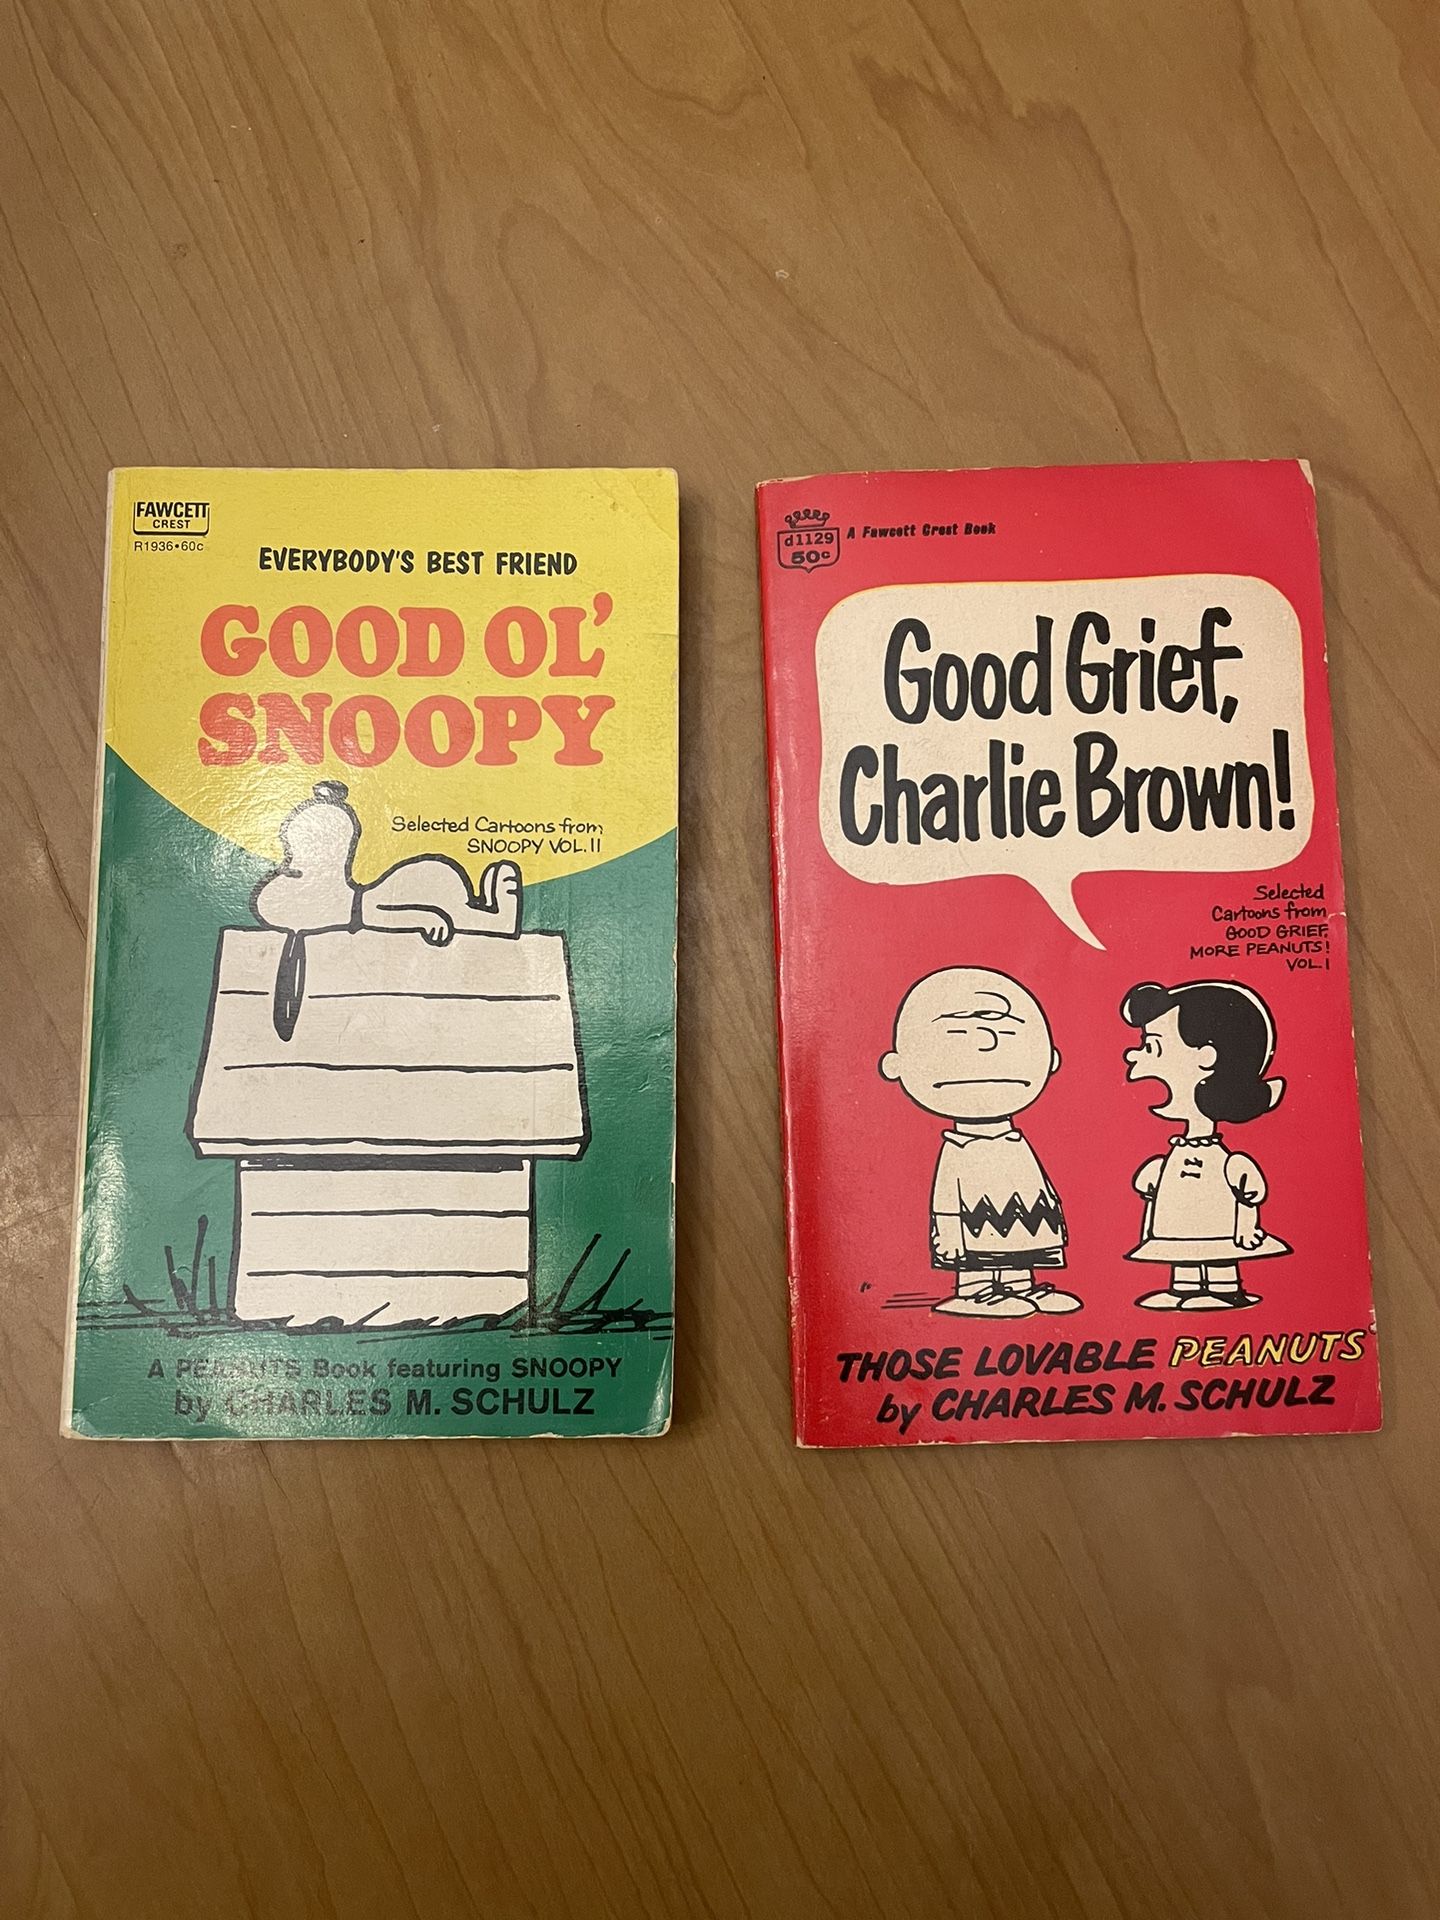 FAWCETT
CREST
R1936•60c
EVERYBODY'S BEST FRIEND
GOOD OL'
SNOOPY
Selected Cartoons from
SNOOPY VOL. II
A PEANUTS Book featuring SNOOPY
by CHARLES M. SCHULZ
d1129
50c
A Fawcett Crest Book
Good Grief,
Charlie Brown!
Selected
Cartoons from
GOOD GRIEF,
MORE PEANUTS!
VOL. I
THOSE LOVABLE PEANUTS
by CHARLES M. SCHULZ